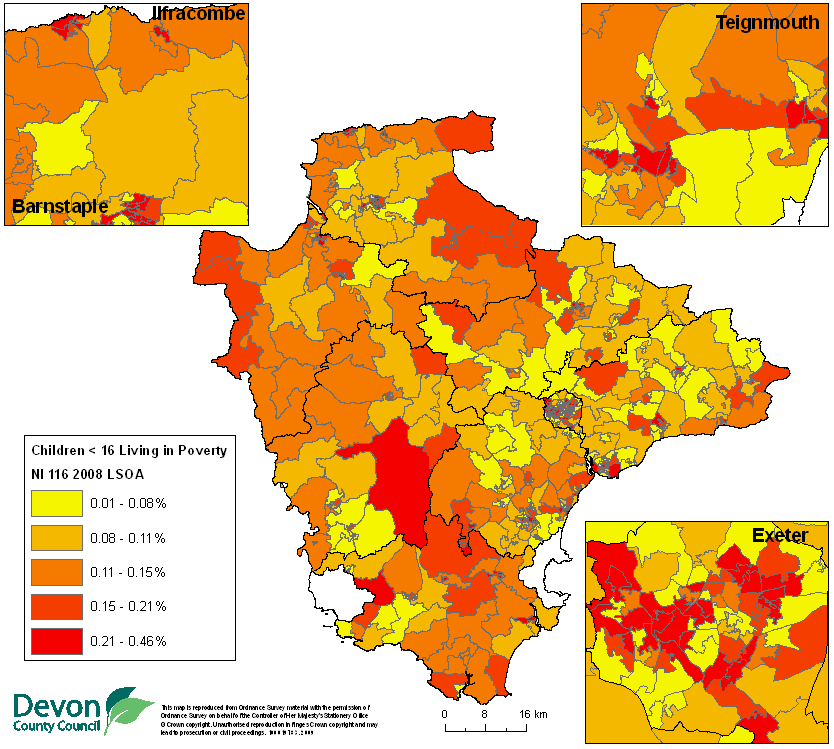 Ilfracombe
Teignmouth
Barnstaple
Children < 16 Living in Poverty
NI 116 2008 LSOA
0.01 - 0.08%
0.08 - 0.11%
0.11 - 0.15%
0.15 - 0.21%
0.21 - 0.46%
Exeter
Devon
County Council
This map is reproduced from Ordnance Survey material with the permission of
Ordnance Survey on behalf of the Controller of Her Majesty's Stationery Office
© Crown copyright. Unauthorised reproduction infringes Crown copyright and may
lead to prosecution or civil proceedings. 2009
0 8 16 km